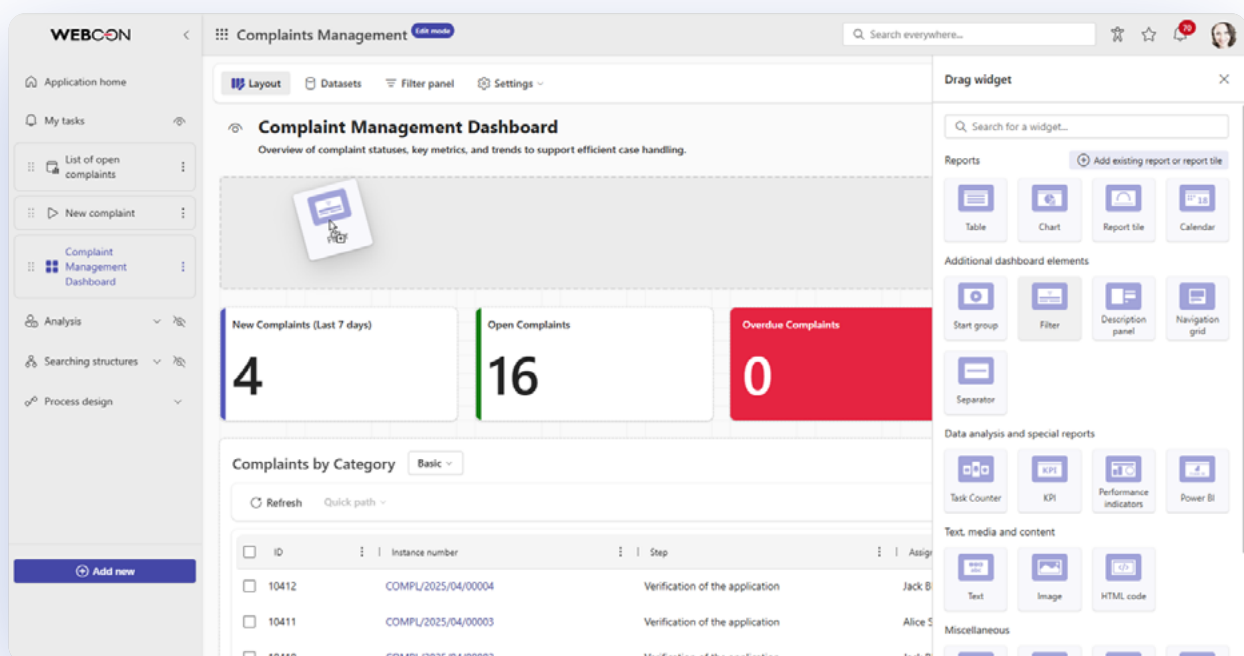 WEBCON
Complaints Management
Edit mode
Search everywhere...
70
Application home
My tasks
List of open
complaints
New complaint
Complaint
Management
Dashboard
Analysis
Searching structures
Process design
Add new
Layout
Datasets
Filter panel
Settings
Complaint Management Dashboard
Overview of complaint statuses, key metrics, and trends to support efficient case handling.
New Complaints (Last 7 days)
4
Open Complaints
16
Overdue Complaints
0
Complaints by Category
Basic
Refresh
Quick path
ID
Instance number
Step
10412
COMPL/2025/04/00004
Verification of the application
Jack B
10411
COMPL/2025/04/00003
Verification of the application
Alice S
Drag widget
Search for a widget...
Reports
Add existing report or report tile
Table
Chart
Report tile
Calendar
Additional dashboard elements
Start group
Filter
Description
panel
Navigation
grid
Separator
Data analysis and special reports
Task Counter
KPI
KPI
Performance
indicators
Power BI
Text, media and content
Text
Image
HTML code
Miscellaneous